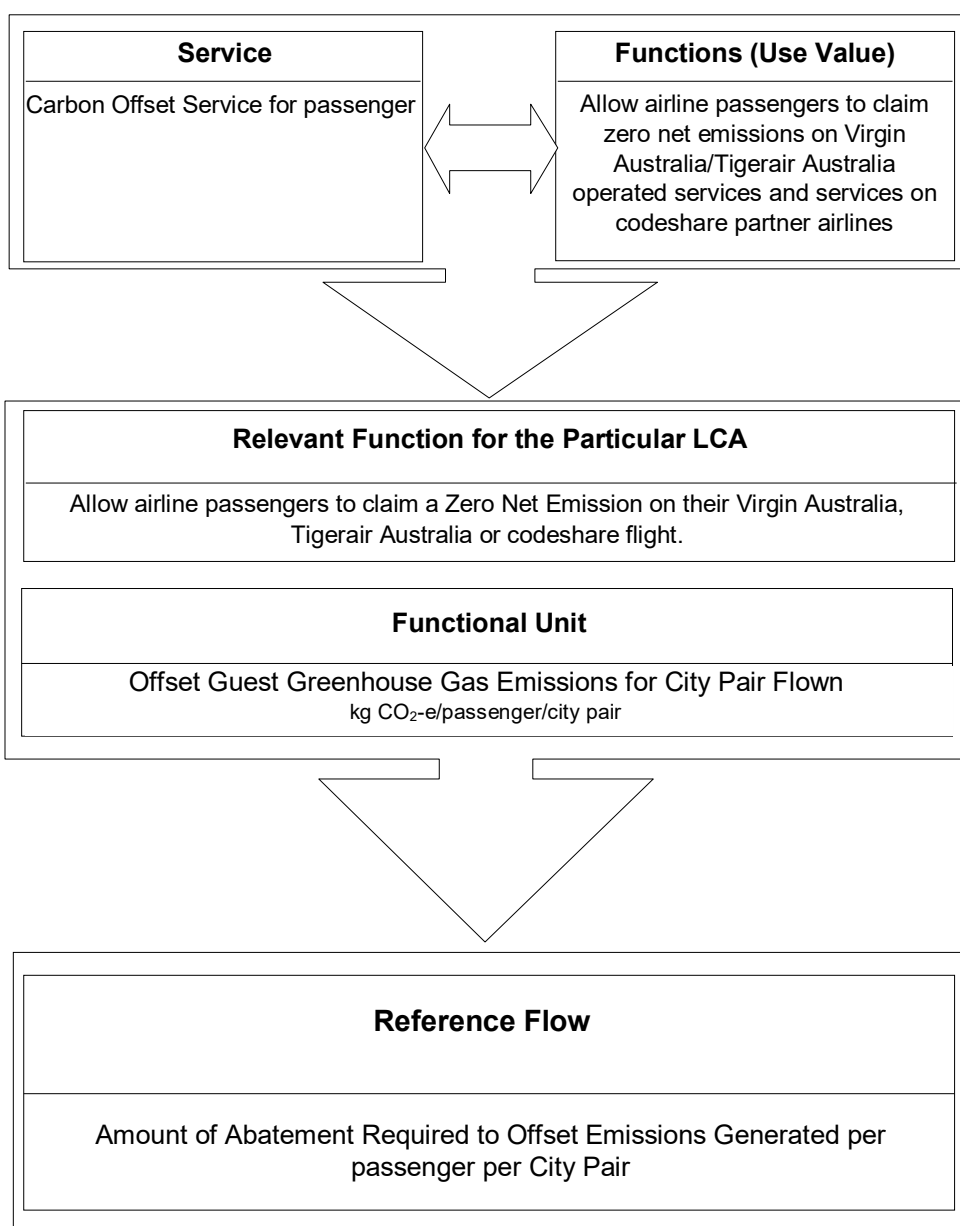 Service
Carbon Offset Service for passenger
Functions (Use Value)
Allow airline passengers to claim
zero net emissions on Virgin
Australia/Tigerair Australia
operated services and services on
codeshare partner airlines
Relevant Function for the Particular LCA
Allow airline passengers to claim a Zero Net Emission on their Virgin Australia,
Tigerair Australia or codeshare flight.
Functional Unit
Offset Guest Greenhouse Gas Emissions for City Pair Flown
kg CO₂-e/passenger/city pair
Reference Flow
Amount of Abatement Required to Offset Emissions Generated per
passenger per City Pair